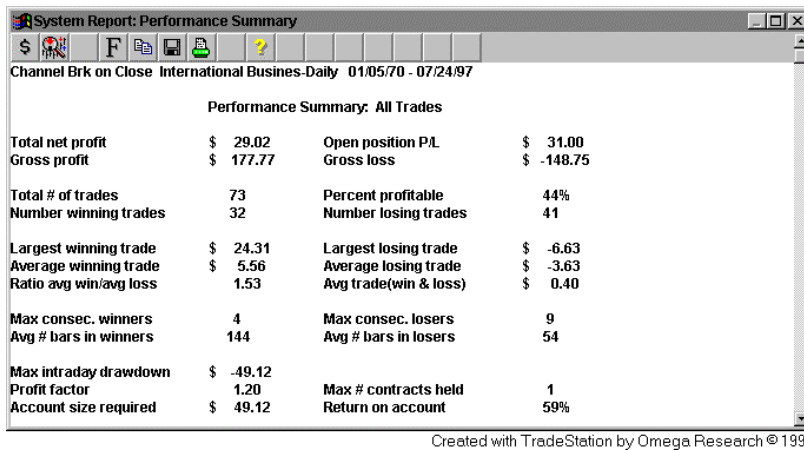 System Report: Performance Summary
$ F ?
Channel Brk on Close International Busines-Daily 01/05/70 - 07/24/97
Performance Summary: All Trades
Total net profit $ 29.02 Open position P/L $ 31.00
Gross profit $ 177.77 Gross loss $ -148.75
Total # of trades 73 Percent profitable 44%
Number winning trades 32 Number losing trades 41
Largest winning trade $ 24.31 Largest losing trade $ -6.63
Average winning trade $ 5.56 Average losing trade $ -3.63
Ratio avg win/avg loss 1.53 Avg trade(win & loss) $ 0.40
Max consec. winners 4 Max consec. losers 9
Avg # bars in winners 144 Avg # bars in losers 54
Max intraday drawdown $ -49.12
Profit factor 1.20 Max # contracts held 1
Account size required $ 49.12 Return on account 59%
Created with TradeStation by Omega Research © 199